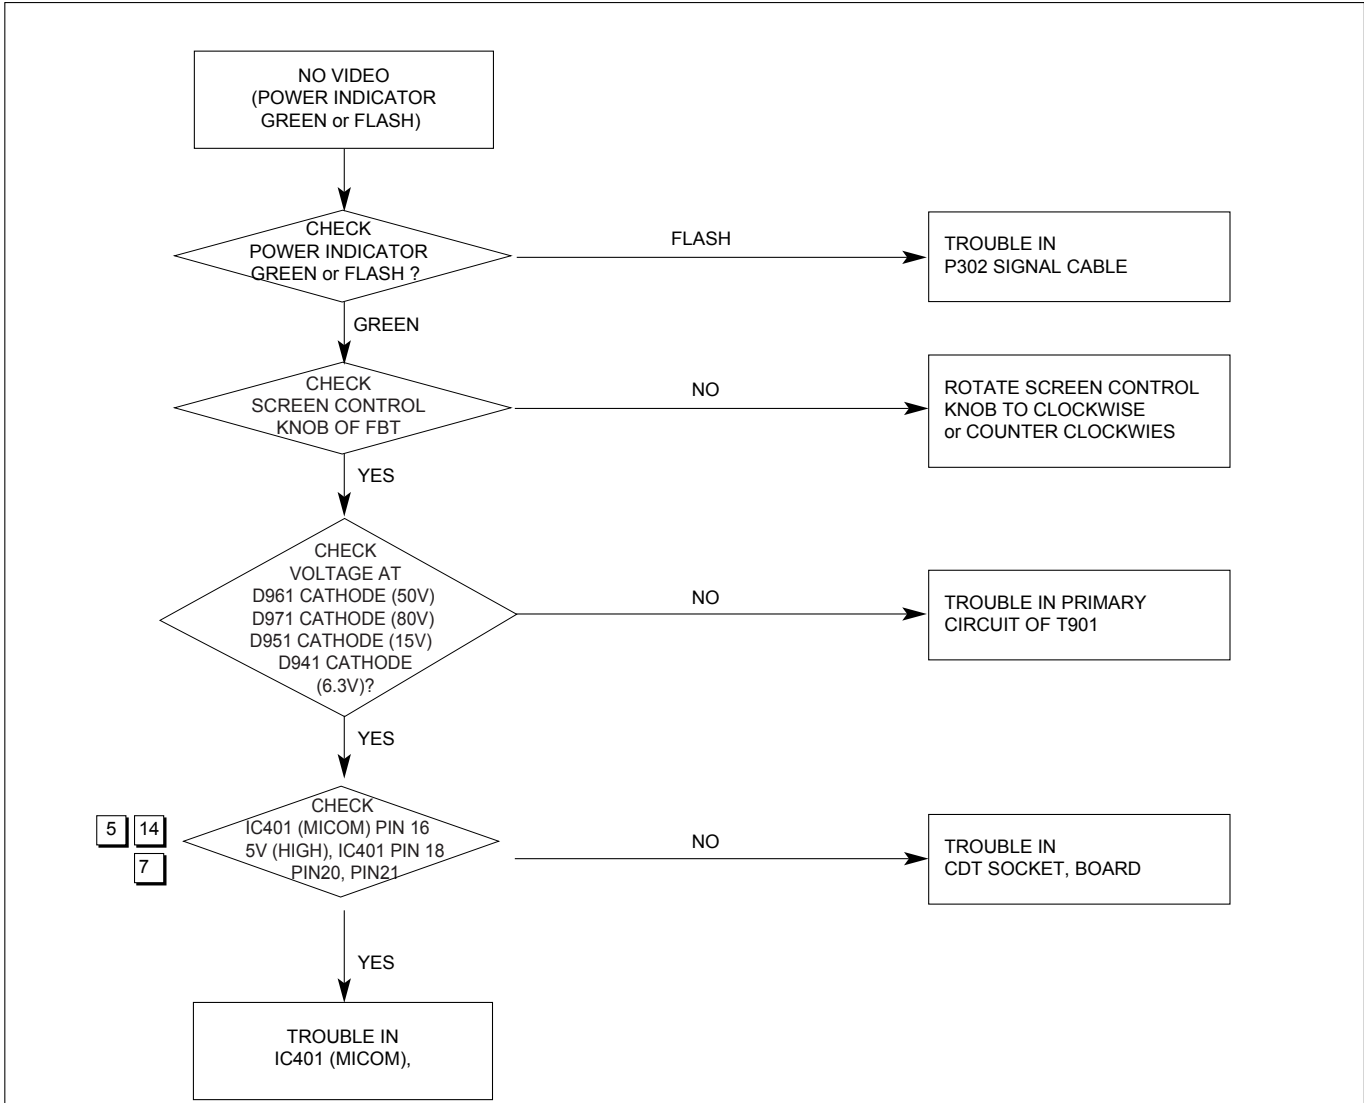 NO VIDEO
(POWER INDICATOR
GREEN or FLASH)
CHECK
POWER INDICATOR
GREEN or FLASH ?
FLASH
TROUBLE IN
P302 SIGNAL CABLE
GREEN
CHECK
SCREEN CONTROL
KNOB OF FBT
NO
ROTATE SCREEN CONTROL
KNOB TO CLOCKWISE
or COUNTER CLOCKWIES
YES
CHECK
VOLTAGE AT
D961 CATHODE (50V)
D971 CATHODE (80V)
D951 CATHODE (15V)
D941 CATHODE
(6.3V)?
NO
TROUBLE IN PRIMARY
CIRCUIT OF T901
YES
5 14
7
CHECK
IC401 (MICOM) PIN 16
5V (HIGH), IC401 PIN 18
PIN20, PIN21
NO
TROUBLE IN
CDT SOCKET, BOARD
YES
TROUBLE IN
IC401 (MICOM),